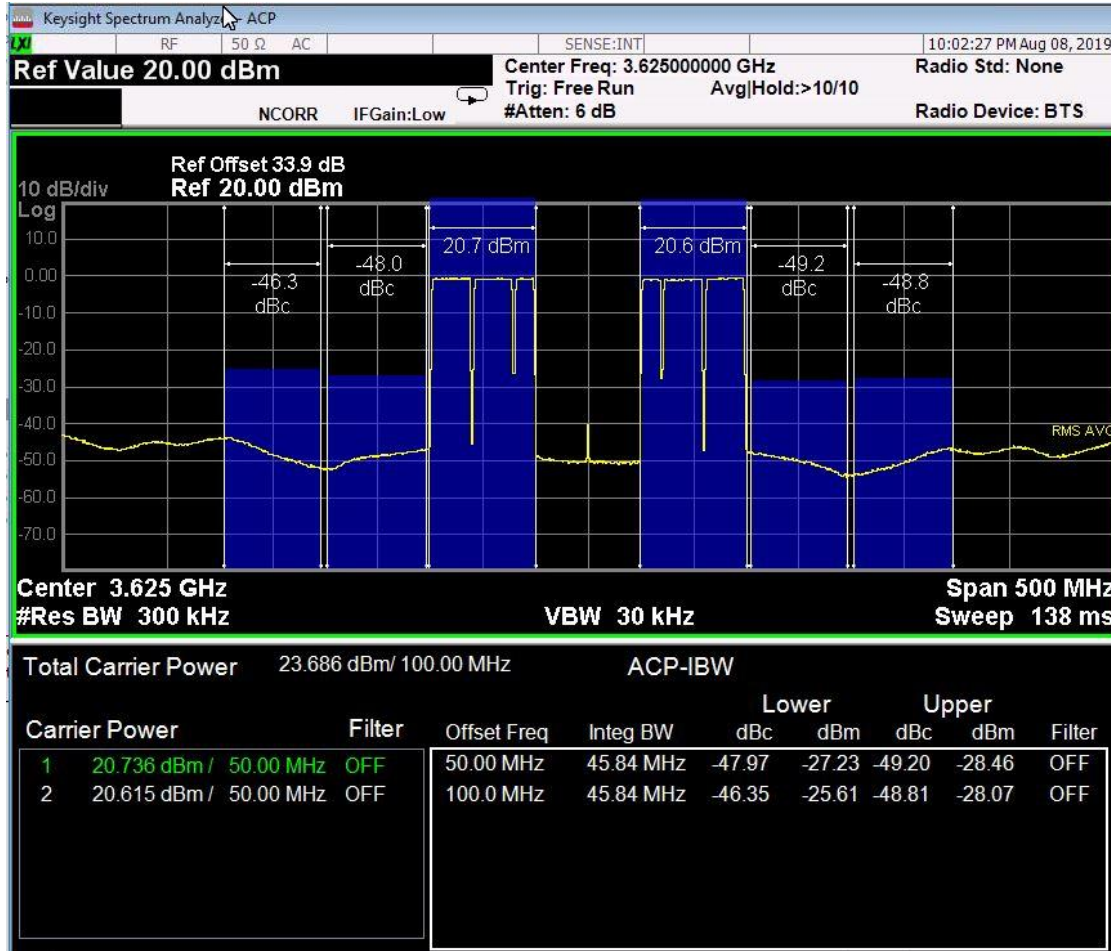 Keysight Spectrum Analyzer - ACP
LXI RF 50 Ω AC SENSE:INT 10:02:27 PM Aug 08, 2019
Ref Value 20.00 dBm Center Freq: 3.625000000 GHz Radio Std: None
Trig: Free Run Avg|Hold:>10/10
NCORR IFGain:Low #Atten: 6 dB Radio Device: BTS
Ref Offset 33.9 dB
10 dB/div Ref 20.00 dBm
Log
10.0
20.7 dBm 20.6 dBm
0.00
-46.3 dBc
-48.0 dBc
-49.2 dBc
-48.8 dBc
-10.0
-20.0
-30.0
-40.0
RMS AVG
-50.0
-60.0
-70.0
Center 3.625 GHz Span 500 MHz
#Res BW 300 kHz VBW 30 kHz Sweep 138 ms
Total Carrier Power 23.686 dBm/ 100.00 MHz ACP-IBW
Lower Upper
Carrier Power Filter Offset Freq Integ BW dBc dBm dBc dBm Filter
1 20.736 dBm / 50.00 MHz OFF 50.00 MHz 45.84 MHz -47.97 -27.23 -49.20 -28.46 OFF
2 20.615 dBm / 50.00 MHz OFF 100.0 MHz 45.84 MHz -46.35 -25.61 -48.81 -28.07 OFF